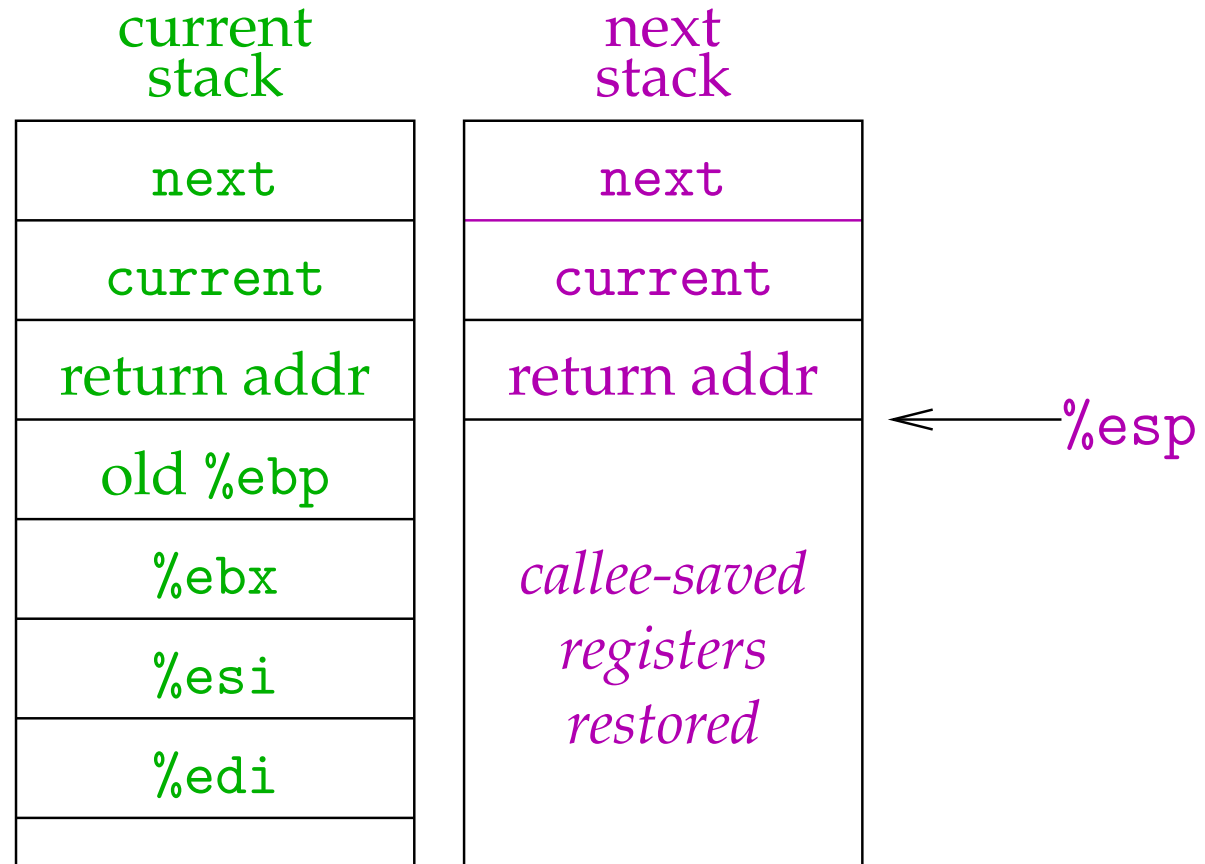 current
stack
next
current
return addr
old %ebp
%ebx
%esi
%edi
next
stack
next
current
return addr
callee-saved
registers
restored
%esp